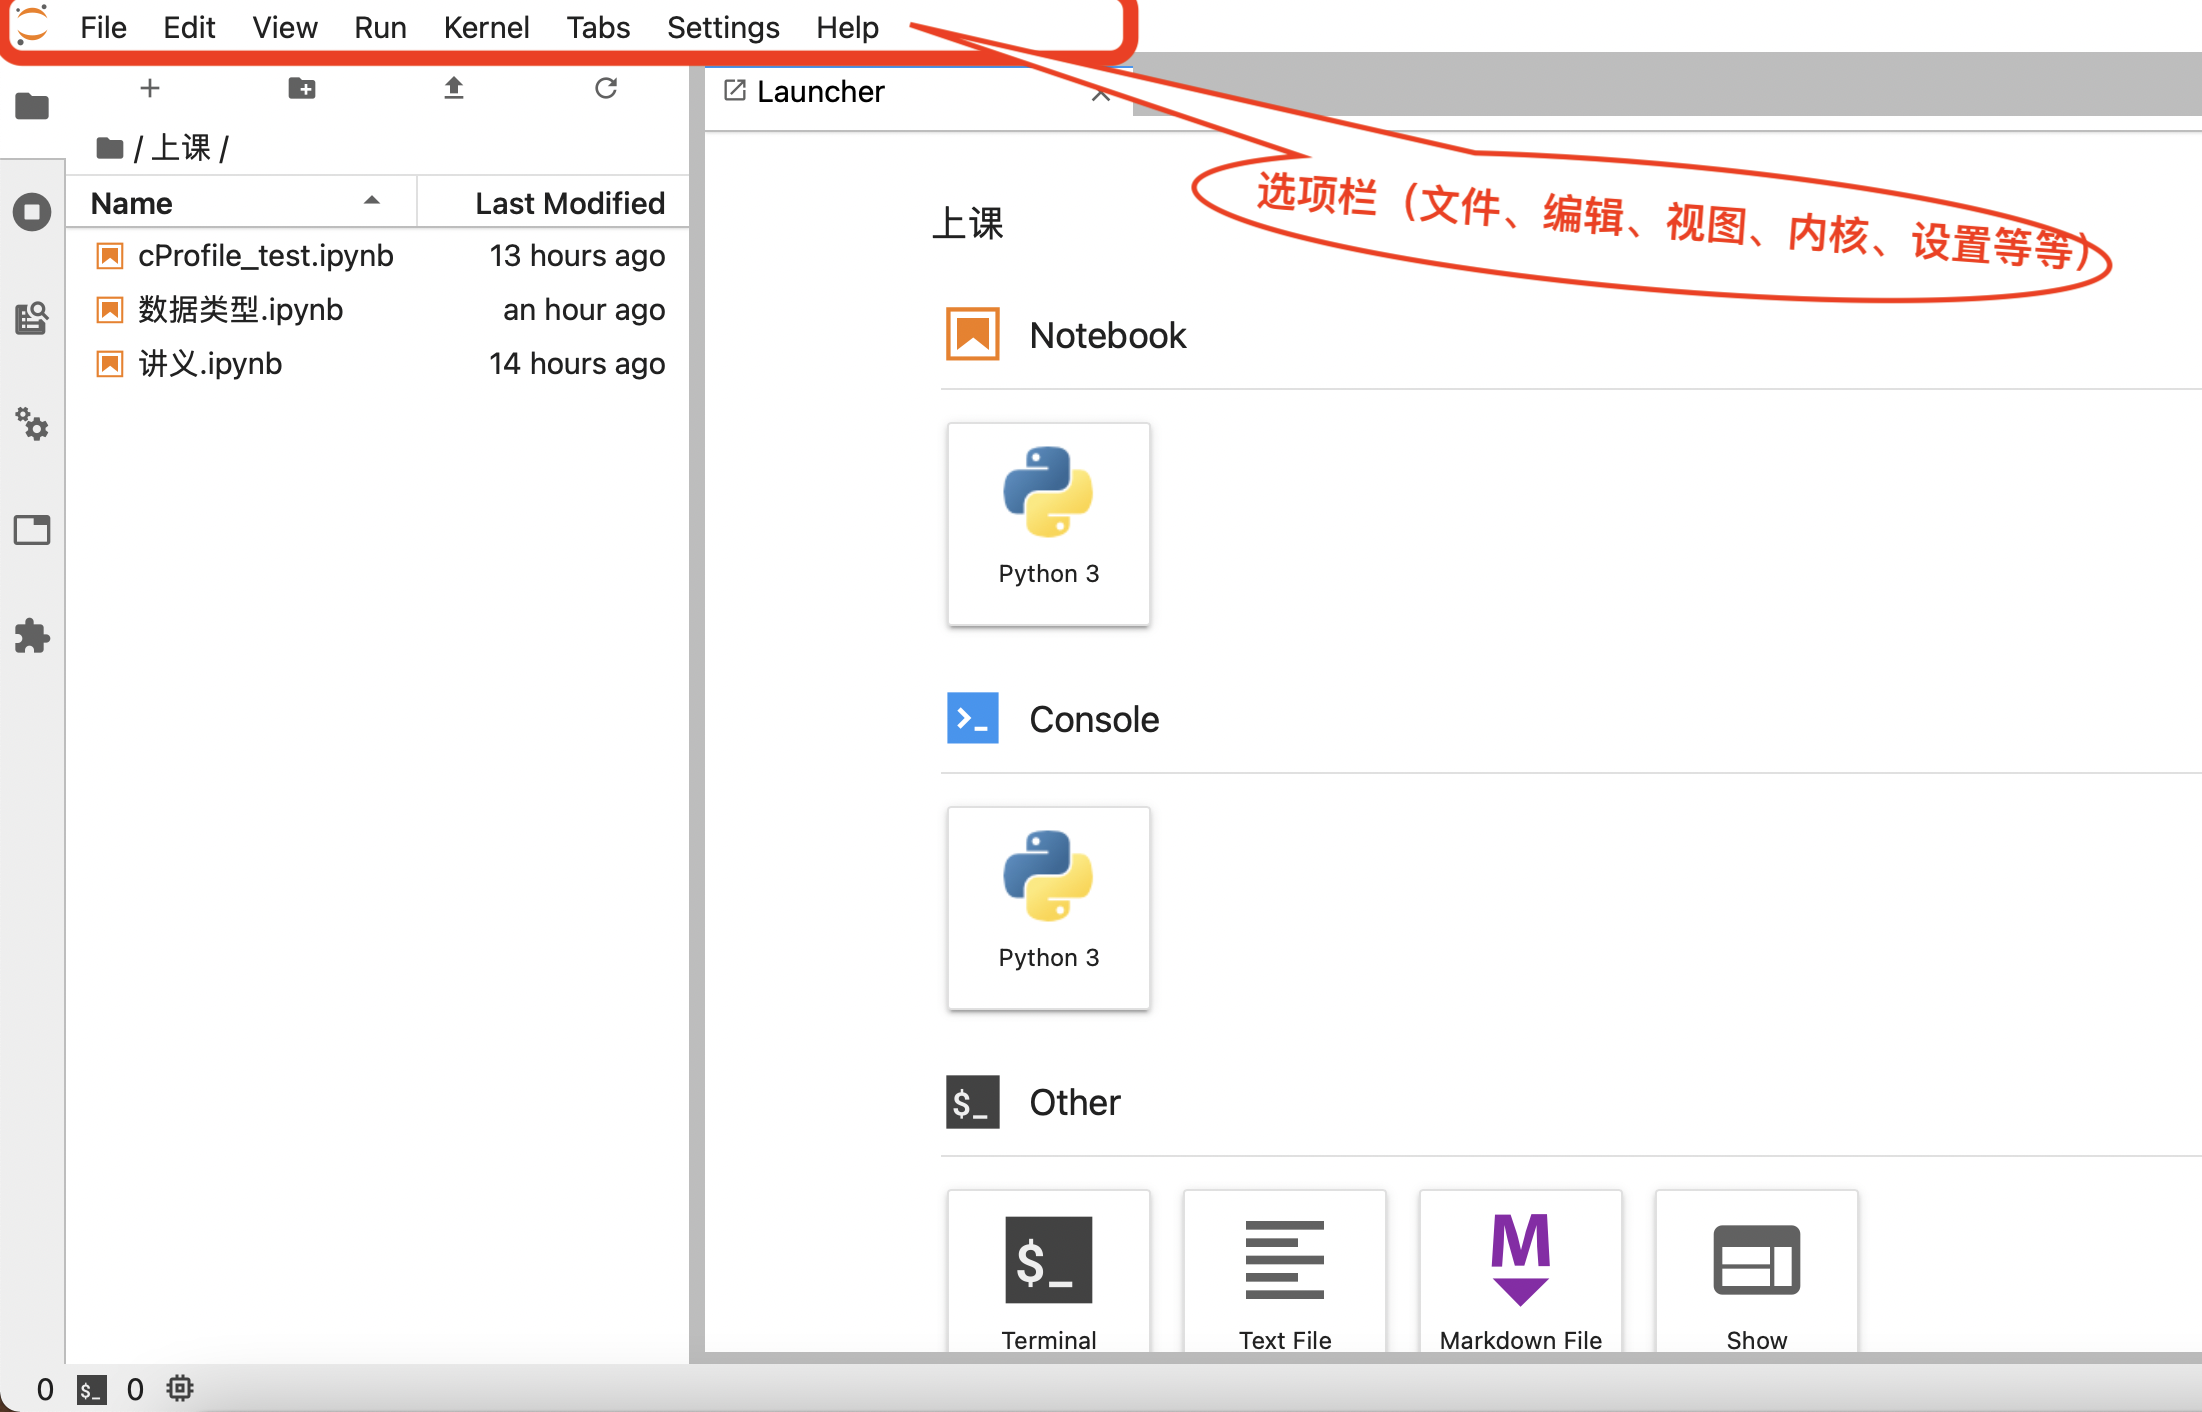 File Edit View Run Kernel Tabs Settings Help
Launcher
/ 上课 /
Name Last Modified
cProfile_test.ipynb 13 hours ago
数据类型.ipynb an hour ago
讲义.ipynb 14 hours ago
选项栏（文件、编辑、视图、内核、设置等等）
上课
Notebook
Python 3
Console
Python 3
$_ Other
$_
M
Terminal Text File Markdown File Show
0 $_ 0